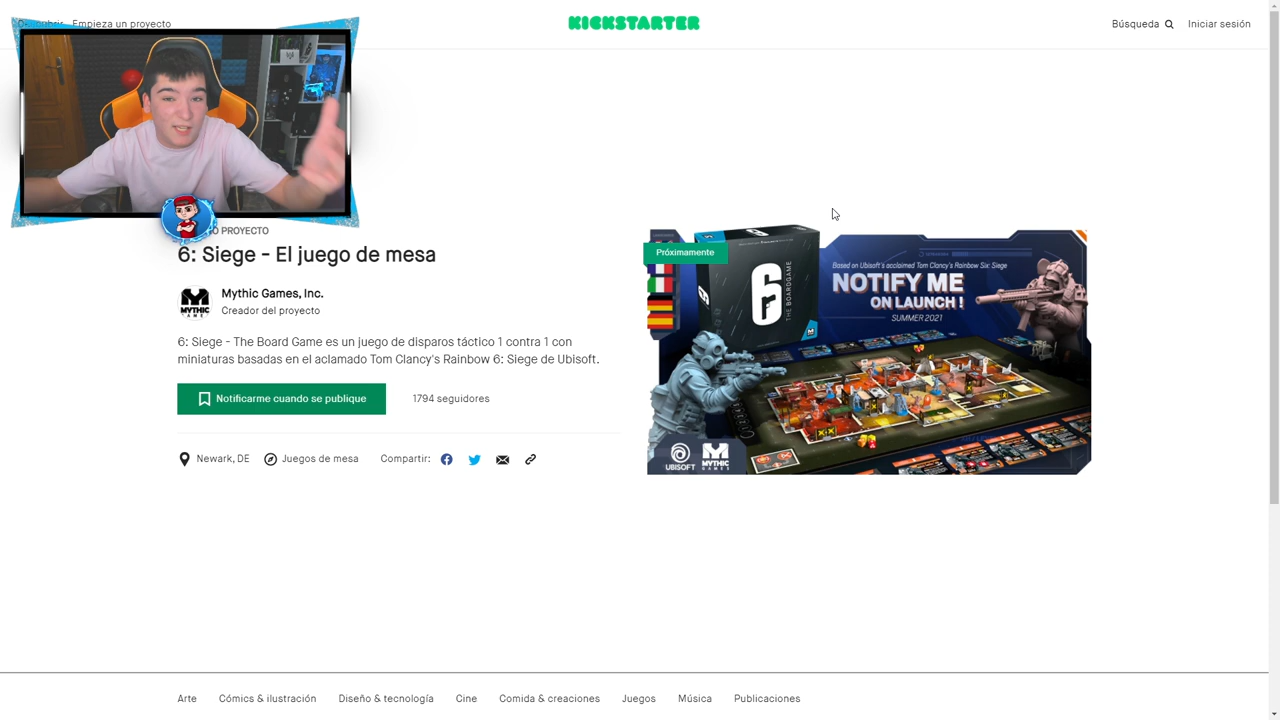 Empieza un proyecto
KICKSTARTER
Búsqueda
Iniciar sesión
O PROYECTO
6: Siege - El juego de mesa
MYTHIC
Mythic Games, Inc.
Creador del proyecto
6: Siege - The Board Game es un juego de disparos táctico 1 contra 1 con
miniaturas basadas en el aclamado Tom Clancy's Rainbow 6: Siege de Ubisoft.
Notificarme cuando se publique
1794 seguidores
Newark, DE
Juegos de mesa
Compartir:
Próximamente
6
THE BOARDGAME
Based on Ubisoft's acclaimed Tom Clancy's Rainbow Six: Siege
NOTIFY ME
ON LAUNCH !
SUMMER 2021
UBISOFT
MYTHIC
GAMES
Arte
Cómics & ilustración
Diseño & tecnología
Cine
Comida & creaciones
Juegos
Música
Publicaciones